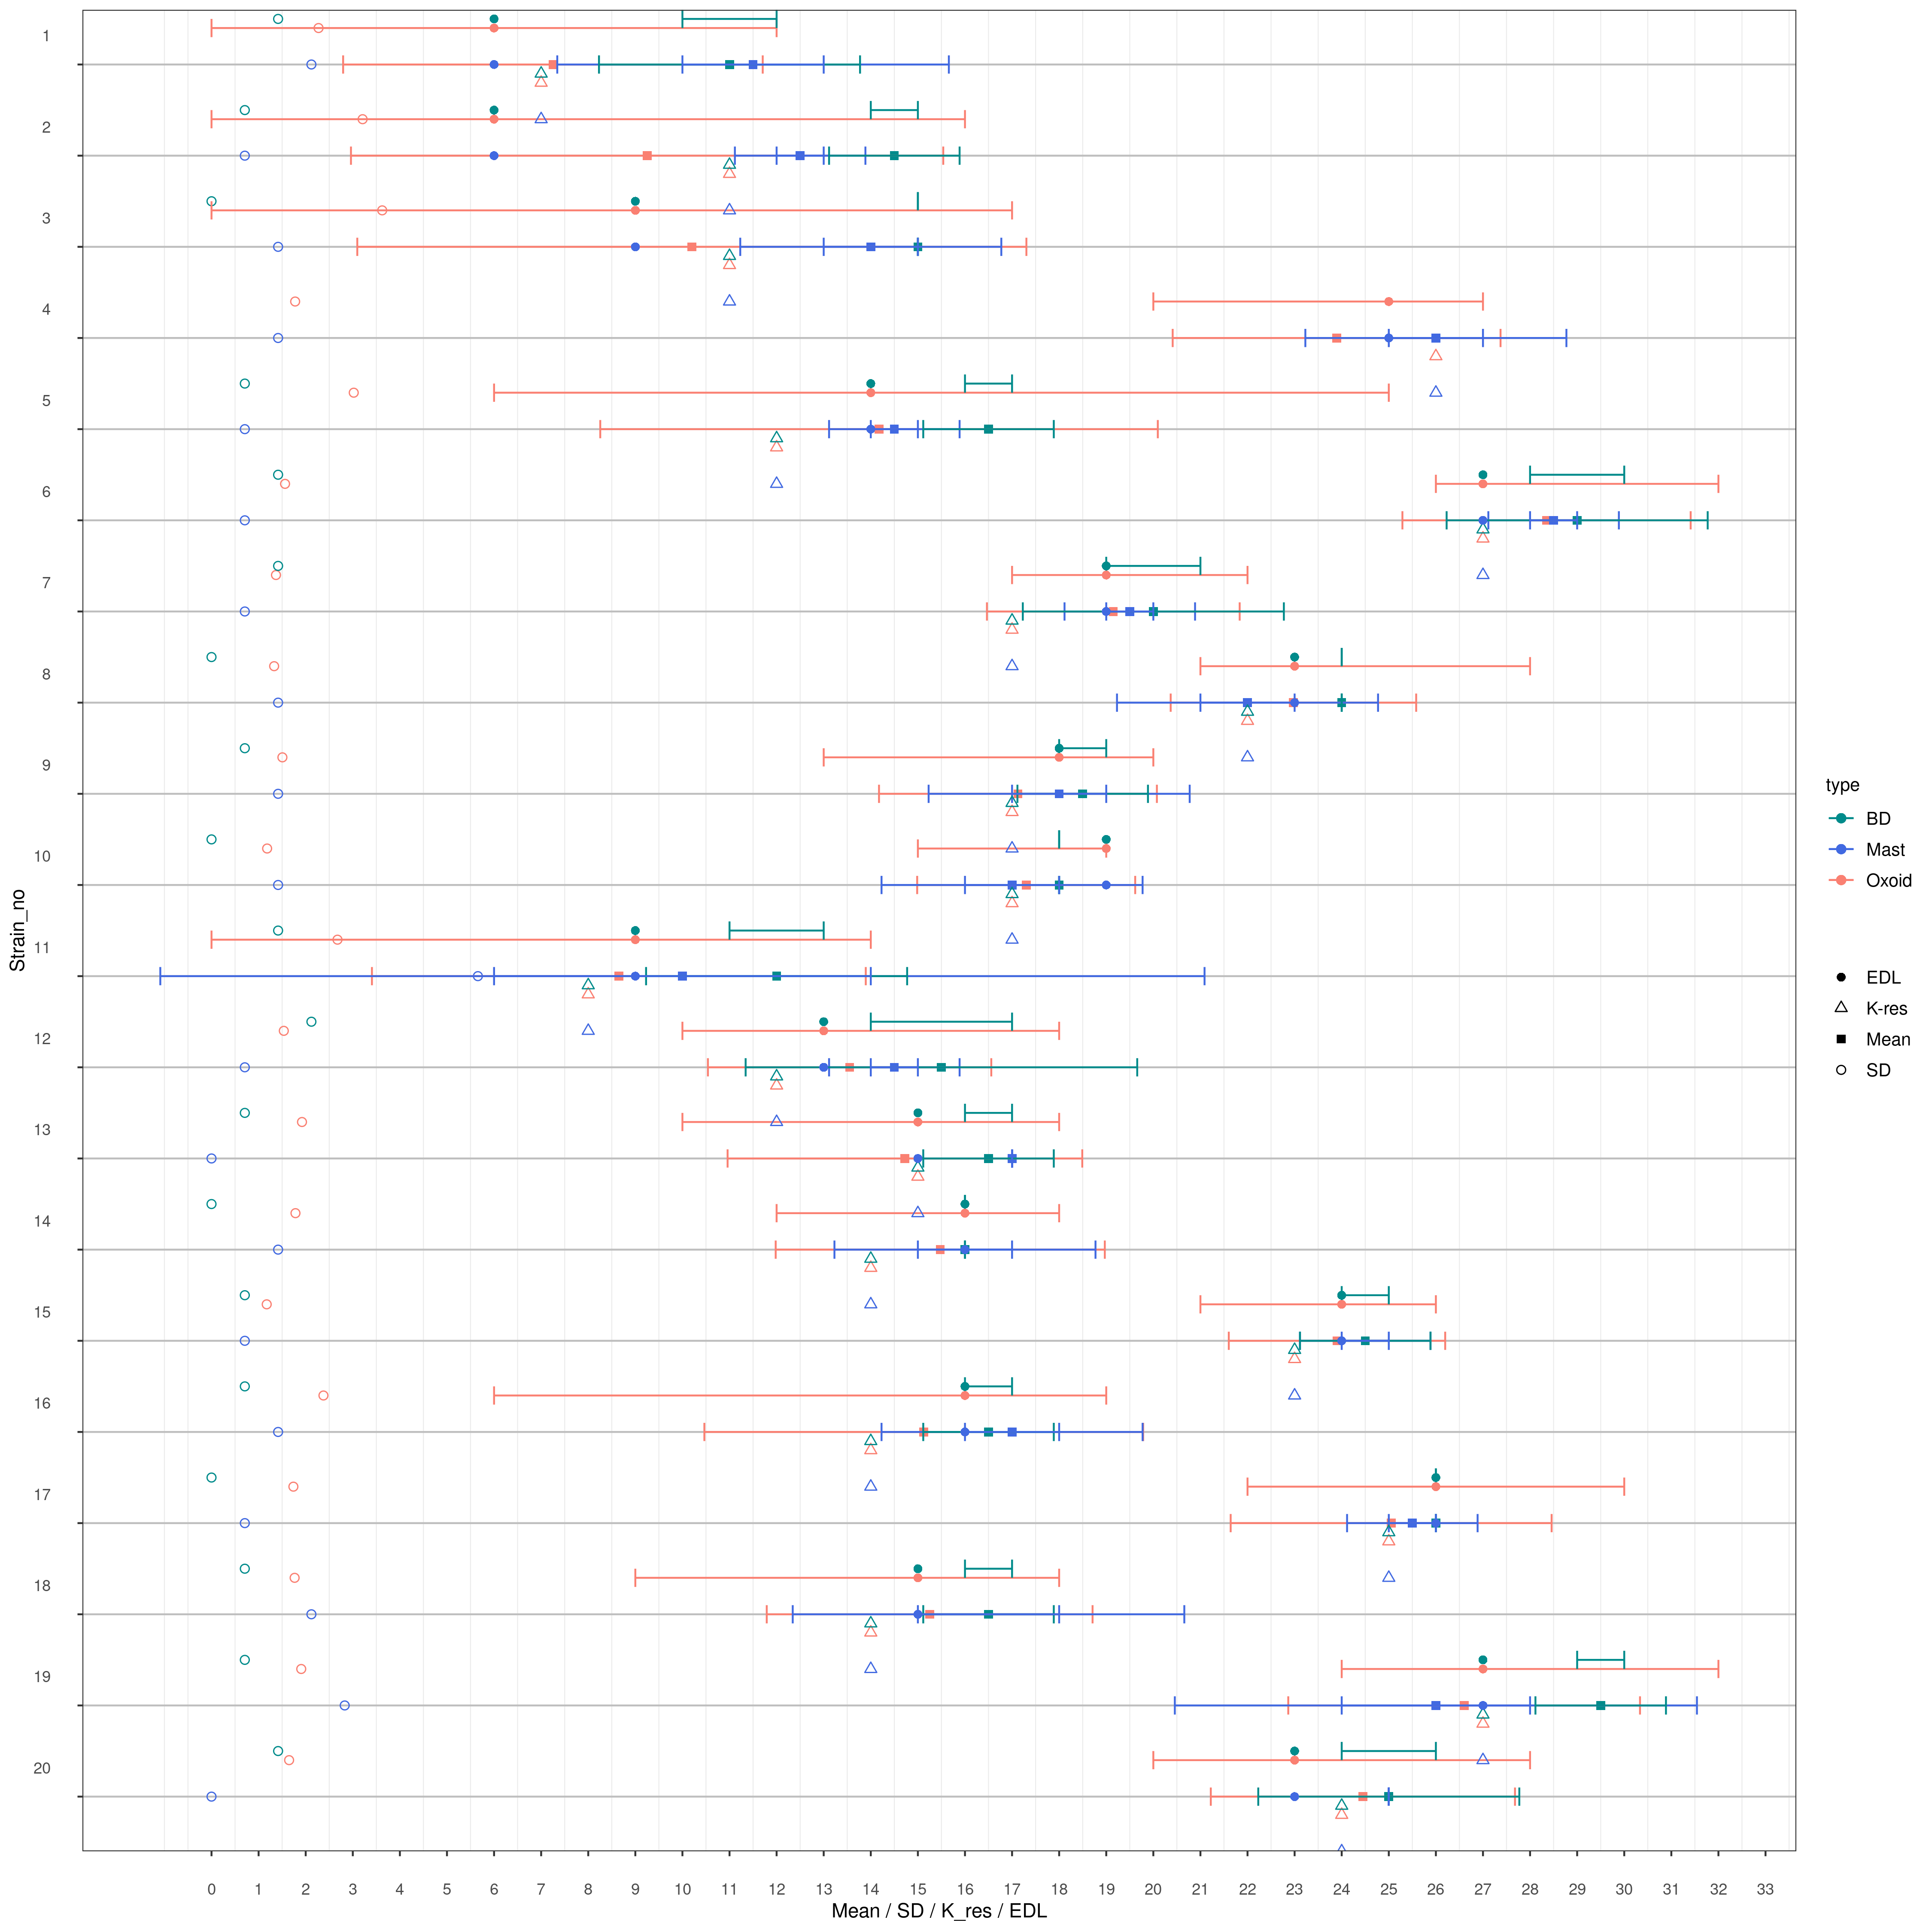 1
2
3
4
5
6
7
8
9
10
11
12
13
14
15
16
17
18
19
20
Strain_no
0 1 2 3 4 5 6 7 8 9 10 11 12 13 14 15 16 17 18 19 20 21 22 23 24 25 26 27 28 29 30 31 32 33
Mean / SD / K_res / EDL
type
BD
Mast
Oxoid
EDL
K-res
Mean
SD